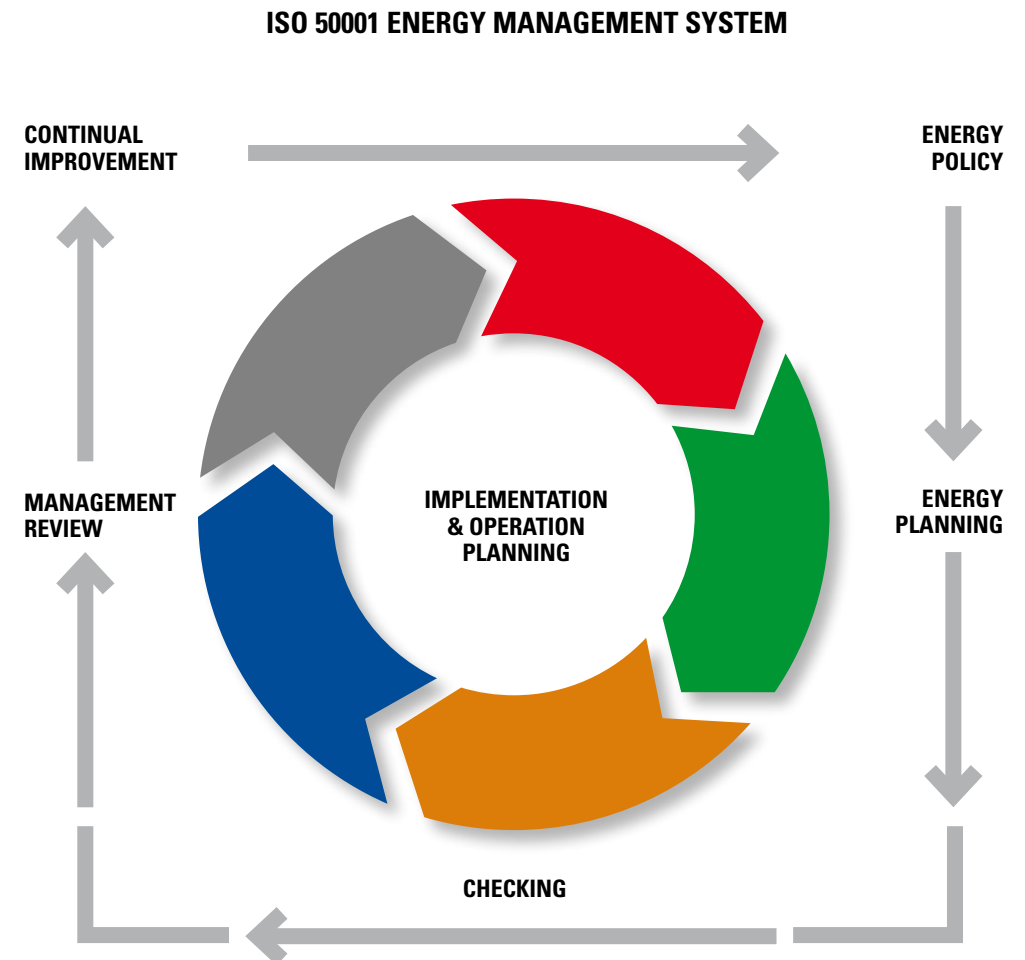 ISO 50001 ENERGY MANAGEMENT SYSTEM
CONTINUAL
IMPROVEMENT
ENERGY
POLICY
MANAGEMENT
REVIEW
IMPLEMENTATION
& OPERATION
PLANNING
ENERGY
PLANNING
CHECKING